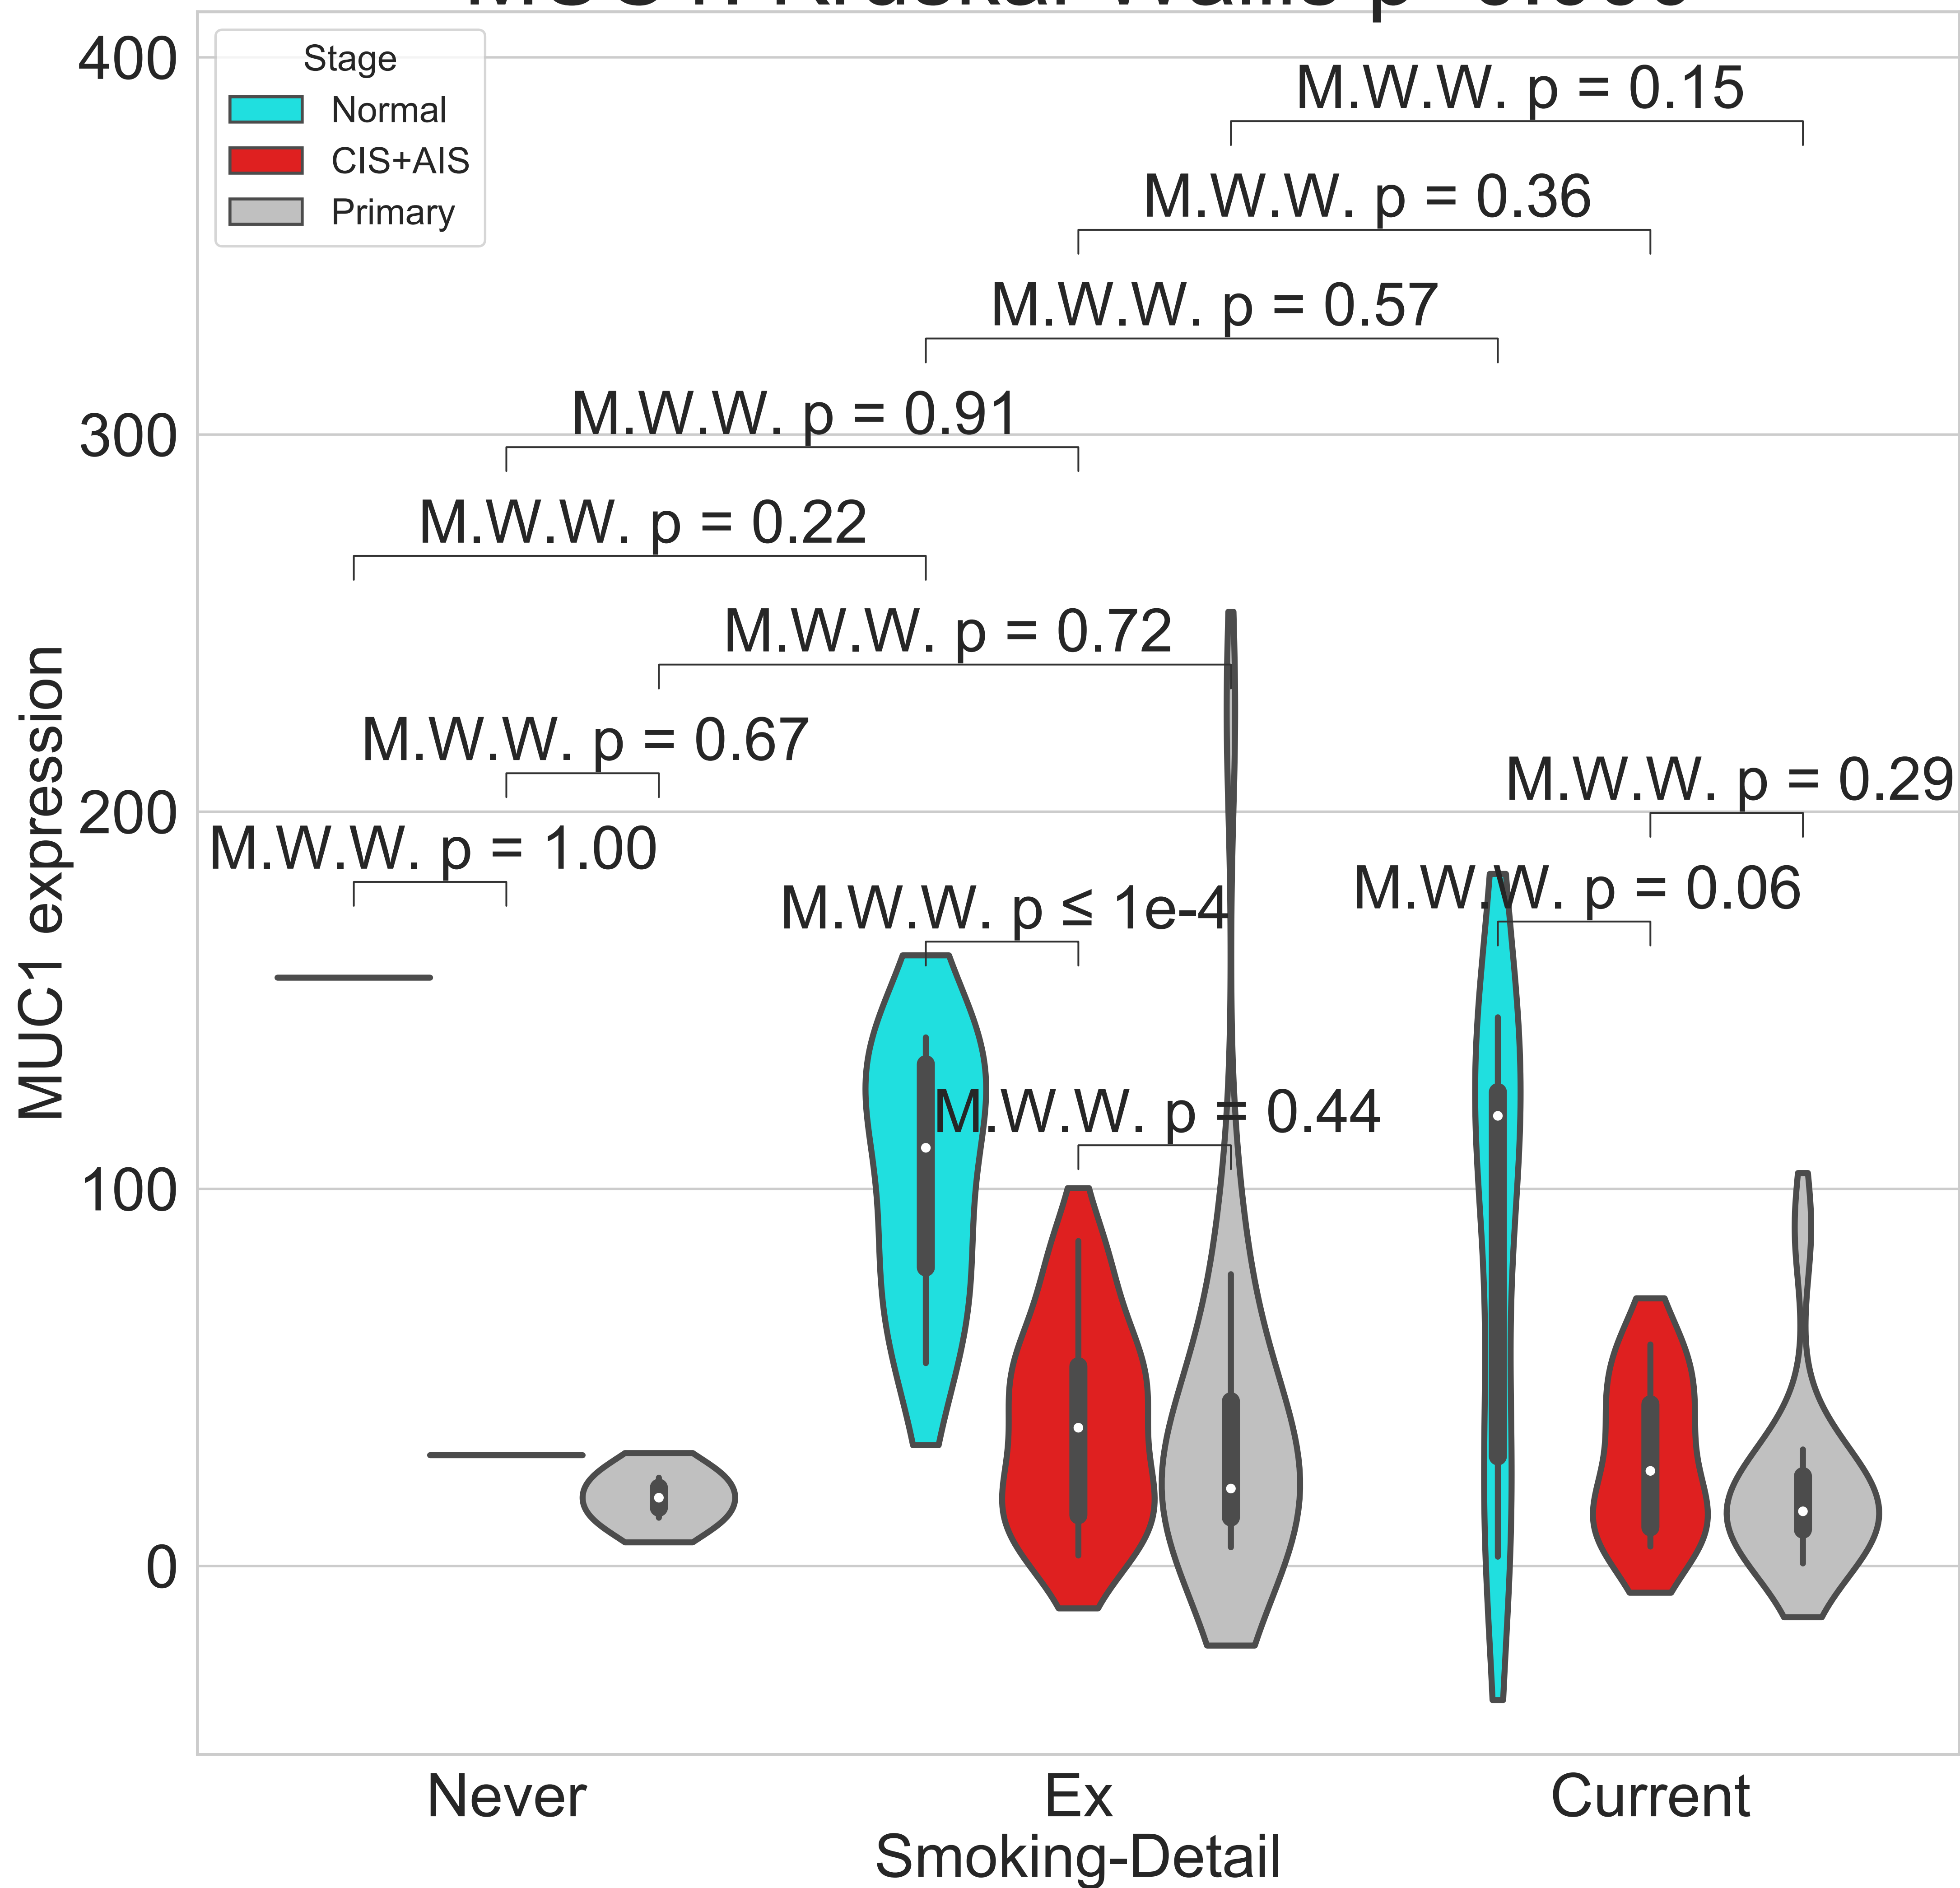 Stage
Normal
CIS+AIS
Primary
400
300
200
100
0
MUC1 expression
M.W.W. p = 0.15
M.W.W. p = 0.36
M.W.W. p = 0.57
M.W.W. p = 0.91
M.W.W. p = 0.22
M.W.W. p = 0.72
M.W.W. p = 0.67
M.W.W. p = 0.29
M.W.W. p = 1.00
M.W.W. p = 0.06
M.W.W. p ≤ 1e-4
M.W.W. p = 0.44
Never
Ex
Current
Smoking-Detail